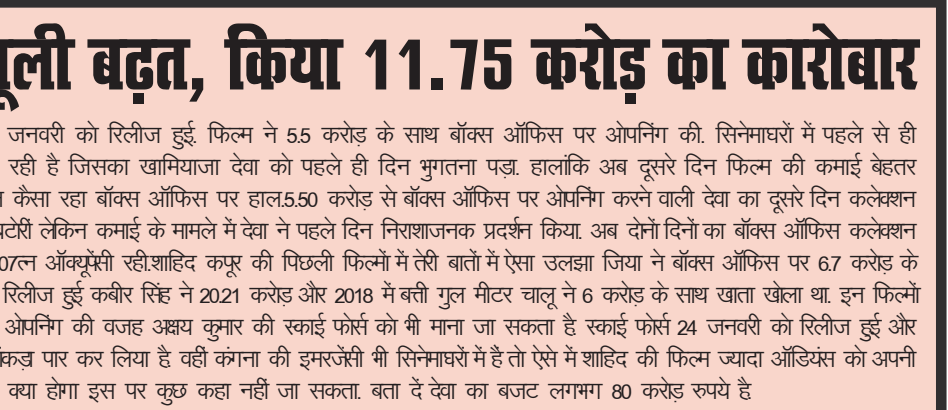 बढ़त, किया 11.75 करोड़ का कारोबार
जनवरी को रिलीज हुई. फिल्म ने 5.5 करोड़ के साथ बॉक्स ऑफिस पर ओपनिंग की. सिनेमाघरों में पहले से ही
रही है जिसका खामियाजा देवा को पहले ही दिन भुगतना पड़ा. हालांकि अब दूसरे दिन फिल्म की कमाई बेहतर
कैसा रहा बॉक्स ऑफिस पर हाल.5.50 करोड़ से बॉक्स ऑफिस पर ओपनिंग करने वाली देवा का दूसरे दिन कलेक्शन
लेकिन कमाई के मामले में देवा ने पहले दिन निराशाजनक प्रदर्शन किया. अब दोनों दिनों का बॉक्स ऑफिस कलेक्शन
07त्न ऑक्यूपेंसी रही.शाहिद कपूर की पिछली फिल्मों में तेरी बातों में ऐसा उलझा जिया ने बॉक्स ऑफिस पर 6.7 करोड़ के
रिलीज हुई कबीर सिंह ने 20.21 करोड़ और 2018 में बत्ती गुल मीटर चालू ने 6 करोड़ के साथ खाता खोला था. इन फिल्मों
ओपनिंग की वजह अक्षय कुमार की स्काई फोर्स को भी माना जा सकता है. स्काई फोर्स 24 जनवरी को रिलीज हुई और
पार कर लिया है. वहीं कंगना की इमरजेंसी भी सिनेमाघरों में है तो ऐसे में शाहिद की फिल्म ज्यादा ऑडियंस को अपनी
क्या होगा इस पर कुछ कहा नहीं जा सकता. बता दें देवा का बजट लगभग 80 करोड़ रुपये है.